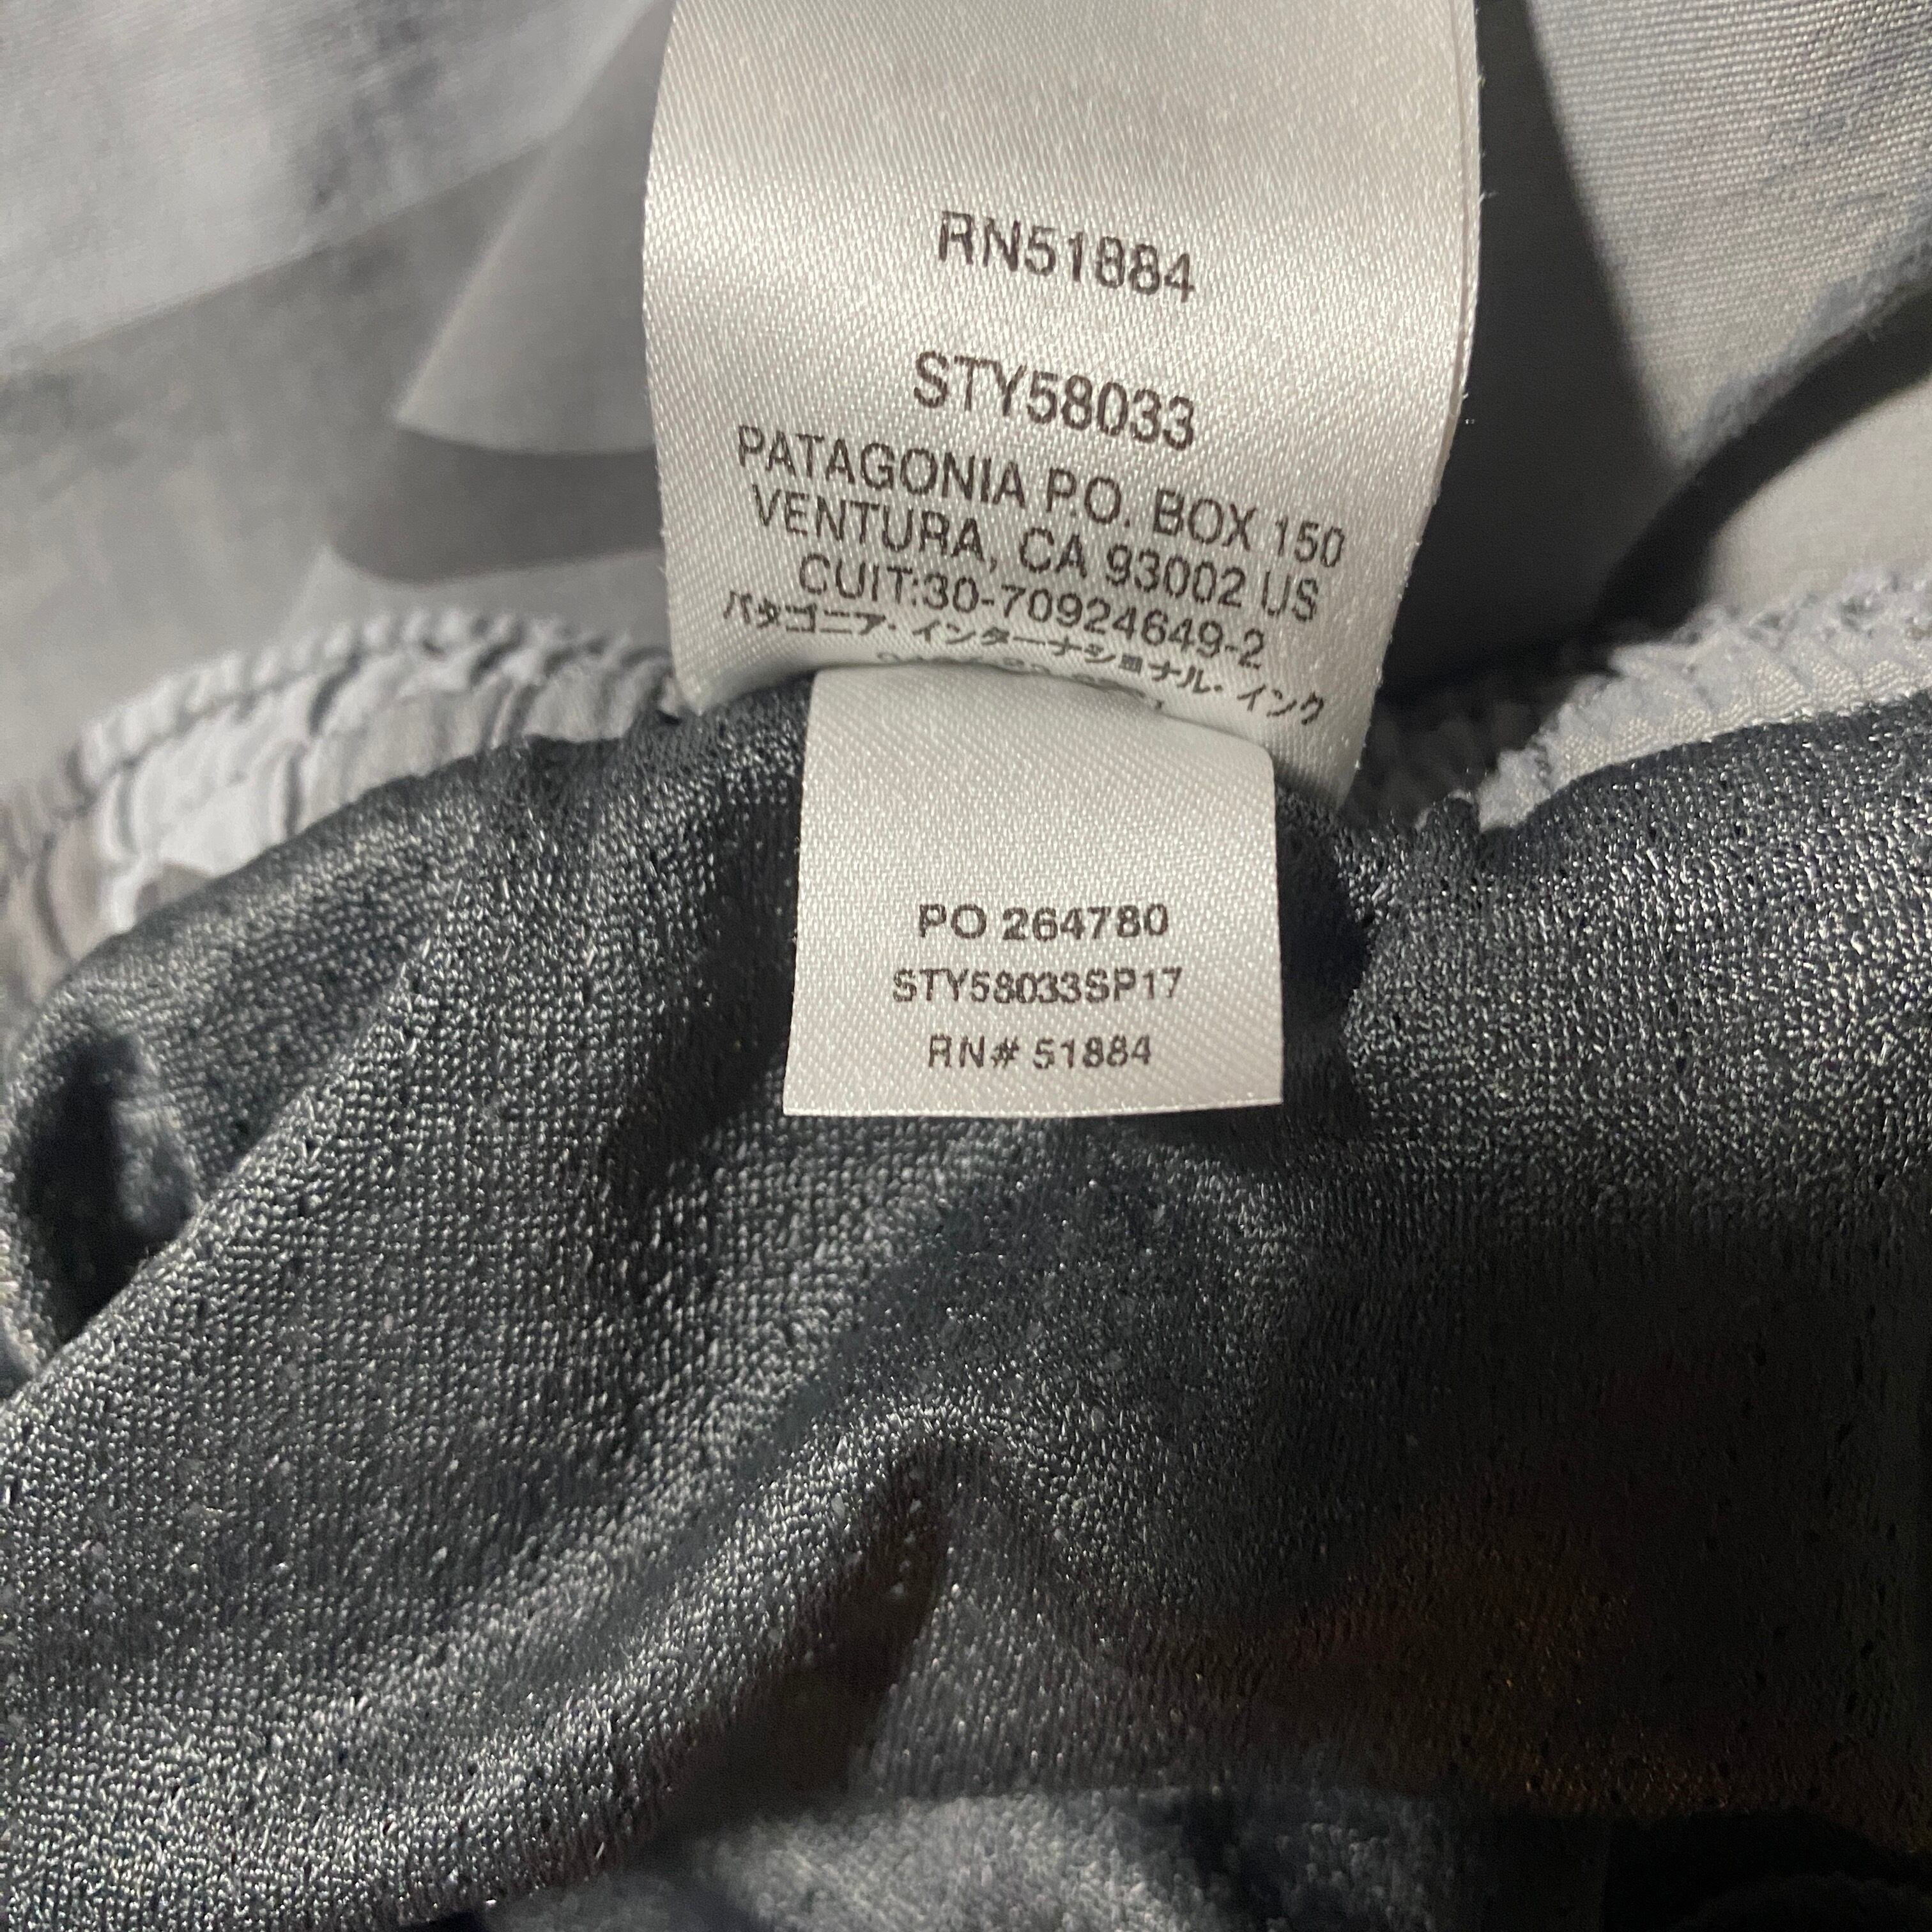 RN51884
STY58033
PATAGONIA P.O. BOX 150
VENTURA, CA 93002 US
CUIT:30-70924649-2
パタゴニア・インターナショナル・インク
PO 264780
STY58033SP17
RN# 51884